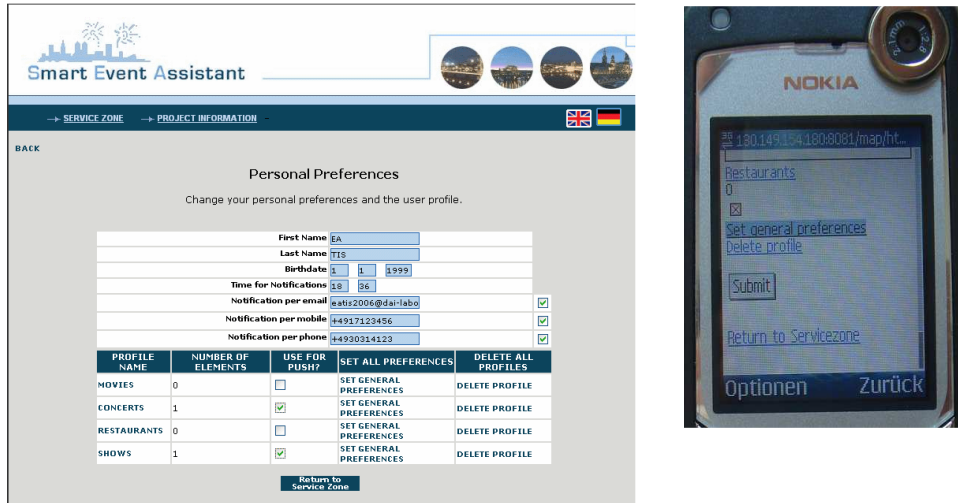 Smart Event Assistant
SERVICE ZONE PROJECT INFORMATION
BACK
Personal Preferences
Change your personal preferences and the user profile.
First Name EA
Last Name TIS
Birthdate 1 1 1999
Time for Notifications 18 36
Notification per email eatis2006@dai-labo
Notification per mobile +4917123456
Notification per phone +4930314123
PROFILE NAME NUMBER OF ELEMENTS USE FOR PUSH? SET ALL PREFERENCES DELETE ALL PROFILES
MOVIES 0 SET GENERAL PREFERENCES DELETE PROFILE
CONCERTS 1 SET GENERAL PREFERENCES DELETE PROFILE
RESTAURANTS 0 SET GENERAL PREFERENCES DELETE PROFILE
SHOWS 1 SET GENERAL PREFERENCES DELETE PROFILE
Return to
Service Zone
NOKIA
3G 130.149.154.180:8081/map/ht...
Restaurants
0
Set general preferences
Delete profile
Submit
Return to Servicezone
Optionen Zurück